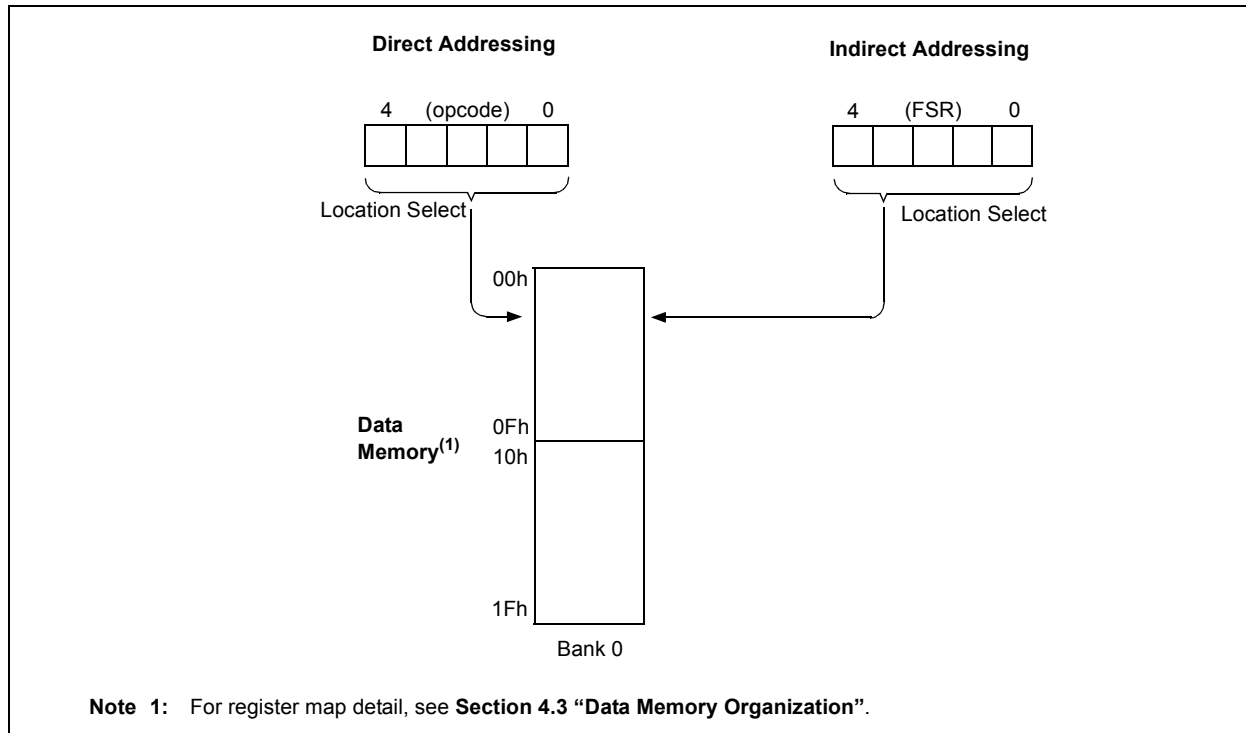 Direct Addressing
Indirect Addressing
4 (opcode) 0
4 (FSR) 0
Location Select
Location Select
00h
Data
Memory(1)
0Fh
10h
1Fh
Bank 0
Note 1: For register map detail, see Section 4.3 “Data Memory Organization”.